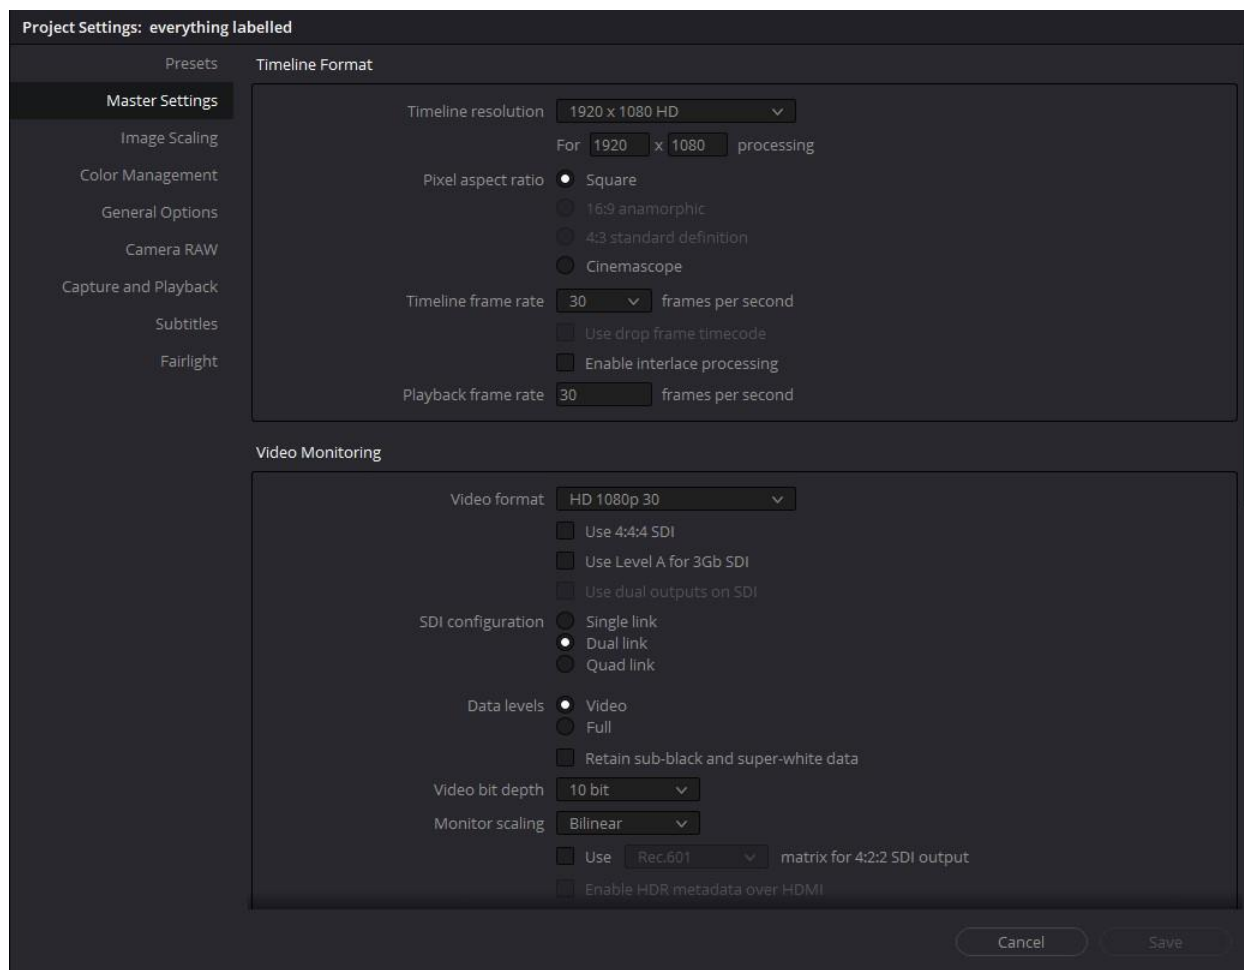 Project Settings: everything labelled
Presets
Master Settings
Image Scaling
Color Management
General Options
Camera RAW
Capture and Playback
Subtitles
Fairlight
Timeline Format
Timeline resolution 1920 x 1080 HD
For 1920 x 1080 processing
Pixel aspect ratio Square
16:9 anamorphic
4:3 standard definition
Cinemascope
Timeline frame rate 30 frames per second
Use drop frame timecode
Enable interlace processing
Playback frame rate 30 frames per second
Video Monitoring
Video format HD 1080p 30
Use 4:4:4 SDI
Use Level A for 3Gb SDI
Use dual outputs on SDI
SDI configuration Single link
Dual link
Quad link
Data levels Video
Full
Retain sub-black and super-white data
Video bit depth 10 bit
Monitor scaling Bilinear
Use Rec.601 matrix for 4:2:2 SDI output
Enable HDR metadata over HDMI
Cancel Save